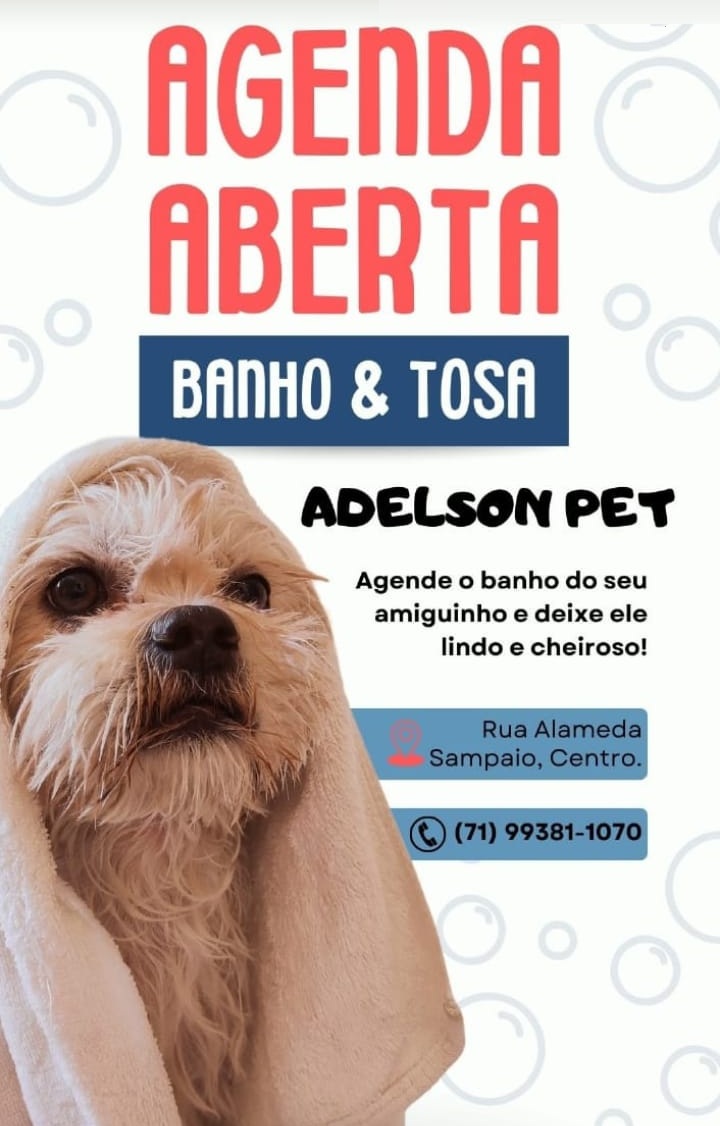 AGENDA
ABERTA
BANHO & TOSA
ADELSON PET
Agende o banho do seu
amiguinho e deixe ele
lindo e cheiroso!
Rua Alameda
Sampaio, Centro.
(71) 99381-1070